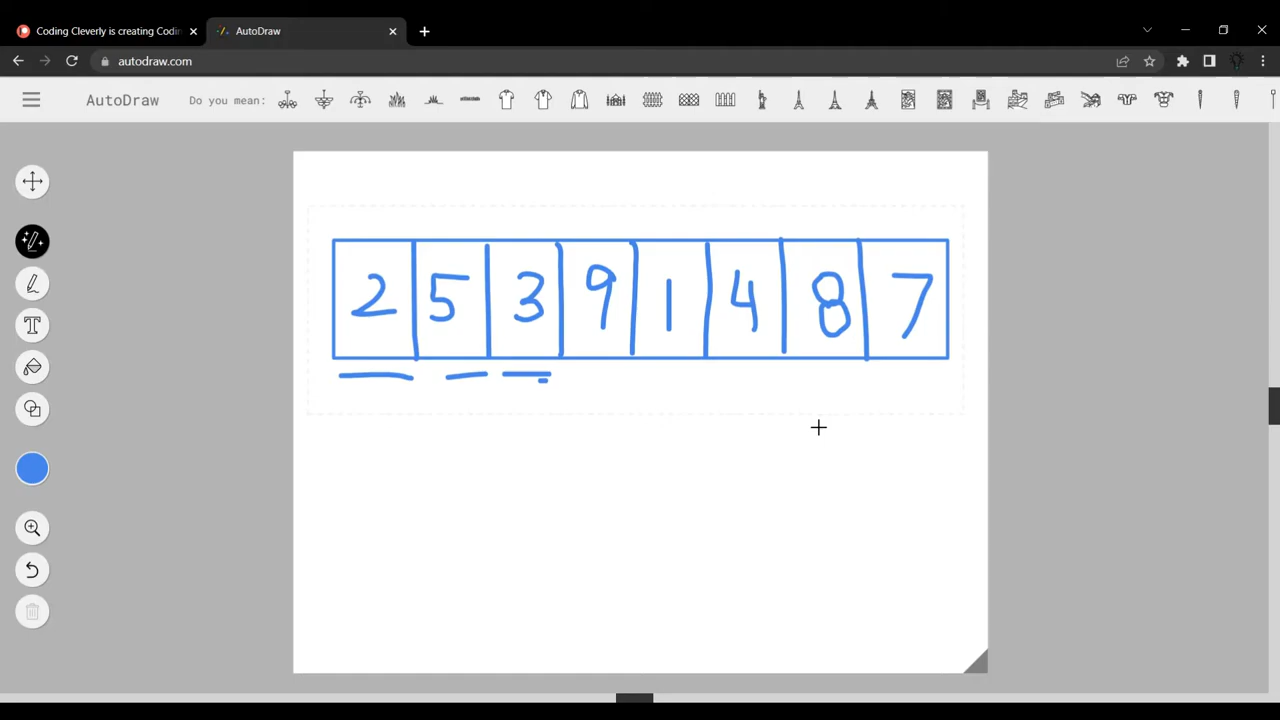 Coding Cleverly is creating Codin
AutoDraw
autodraw.com
AutoDraw Do you mean:
2 5 3 9 1 4 8 7
T